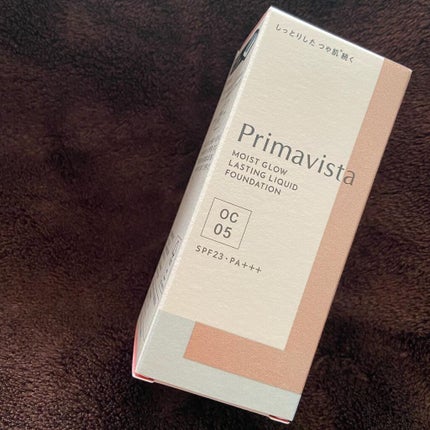 しっとりした つや肌*続く
Primavista
MOIST GLOW
LASTING LIQUID
FOUNDATION
OC
05
SPF23・PA+++